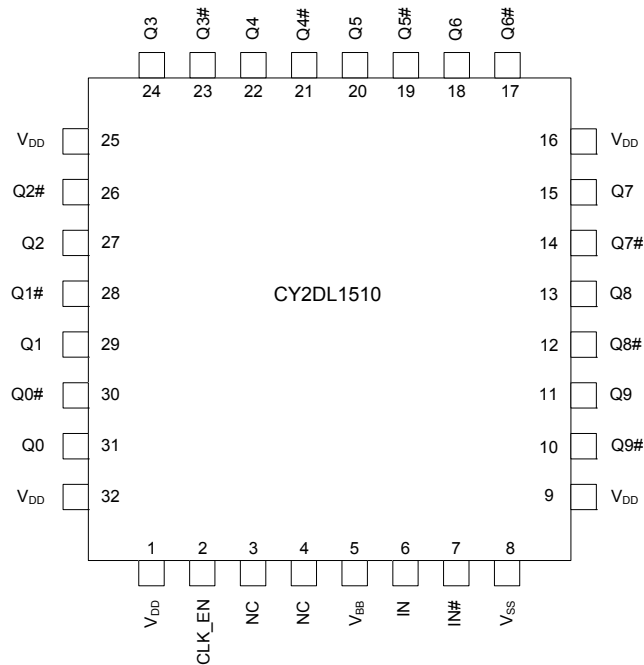 Q3 Q3# Q4 Q4# Q5 Q5# Q6 Q6#
24 23 22 21 20 19 18 17
VDD 25 16 VDD
Q2# 26 15 Q7
Q2 27 14 Q7#
Q1# 28 CY2DL1510 13 Q8
Q1 29 12 Q8#
Q0# 30 11 Q9
Q0 31 10 Q9#
VDD 32 9 VDD
1 2 3 4 5 6 7 8
VDD CLK_EN NC NC VBB IN IN# VSS